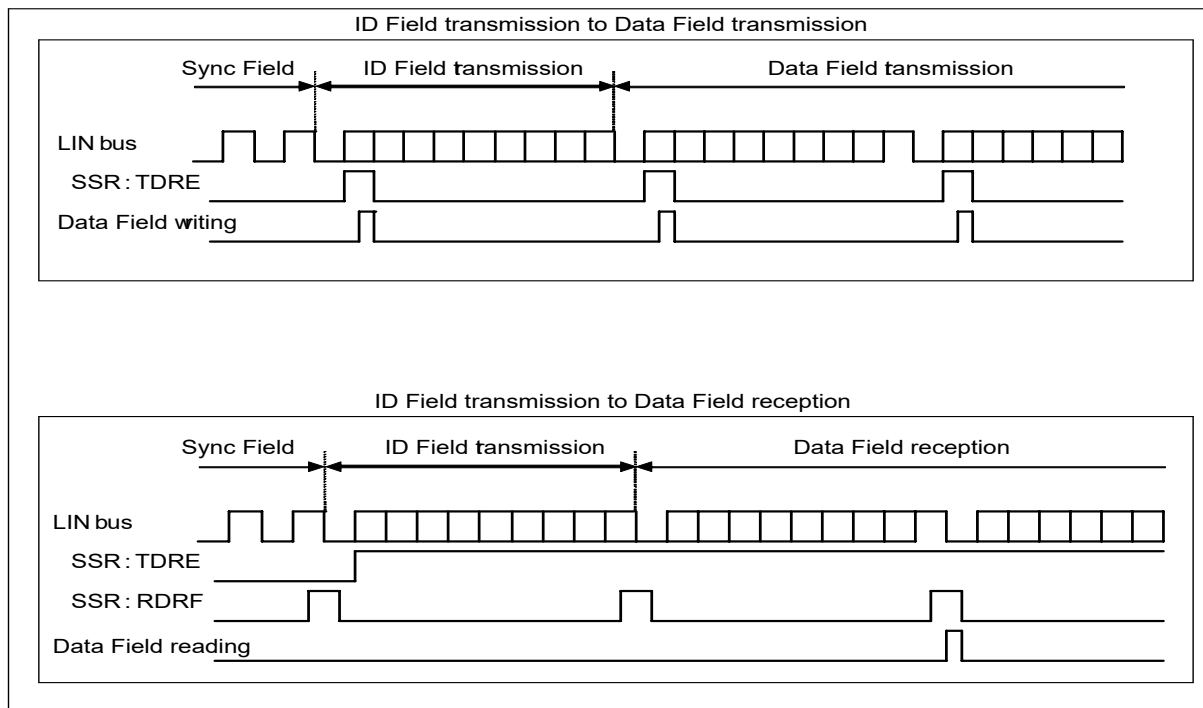 ID Field transmission to Data Field transmission
Sync Field ID Field tansmission Data Field tansmission
LIN bus
SSR : TDRE
Data Field witing
ID Field transmission to Data Field reception
Sync Field ID Field tansmission Data Field reception
LIN bus
SSR : TDRE
SSR : RDRF
Data Field reading